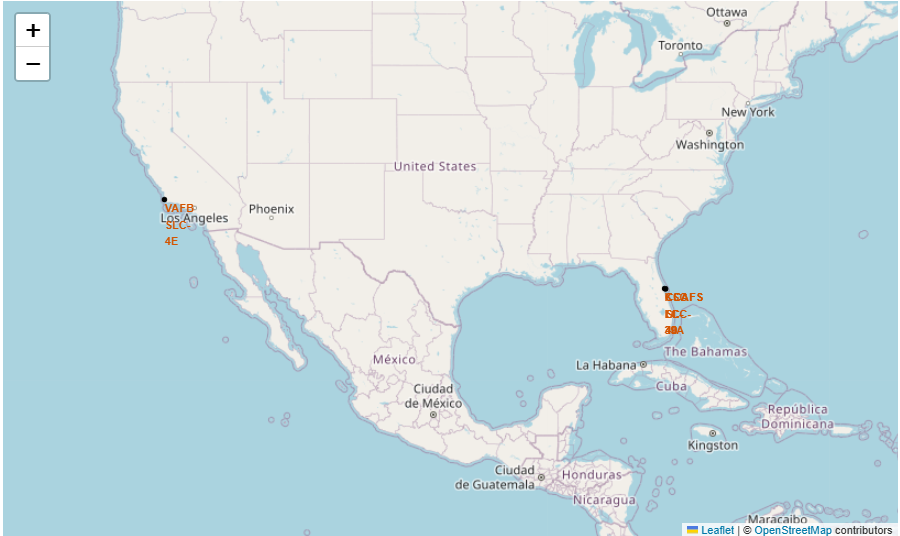 +
−
Ottawa
Toronto
New York
Washington
United States
VAFB
SLC-
4E
Los Angeles
Phoenix
The Bahamas
La Habana
Cuba
México
Ciudad
de México
República
Dominicana
Kingston
Ciudad
de Guatemala
Honduras
Nicaragua
Maracaibo
Leaflet | © OpenStreetMap contributors